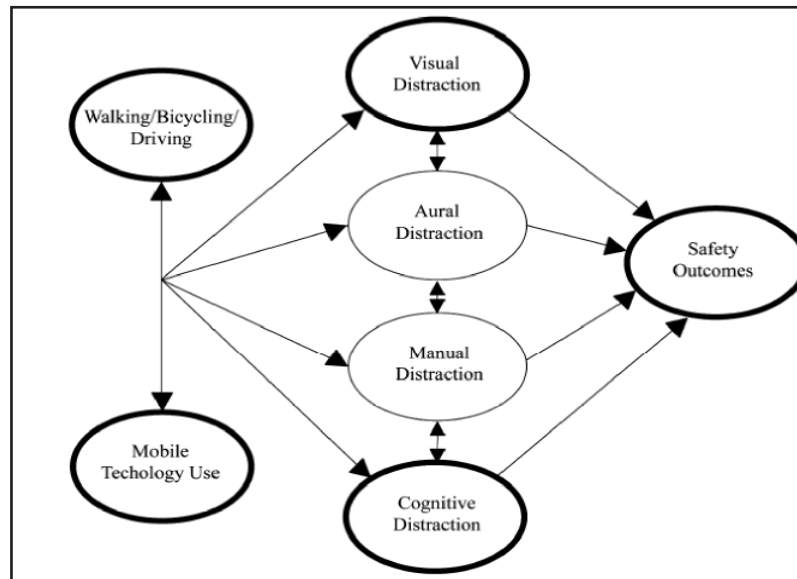 Visual
Distraction
Walking/Bicycling/
Driving
Aural
Distraction
Safety
Outcomes
Manual
Distraction
Mobile
Techology Use
Cognitive
Distraction